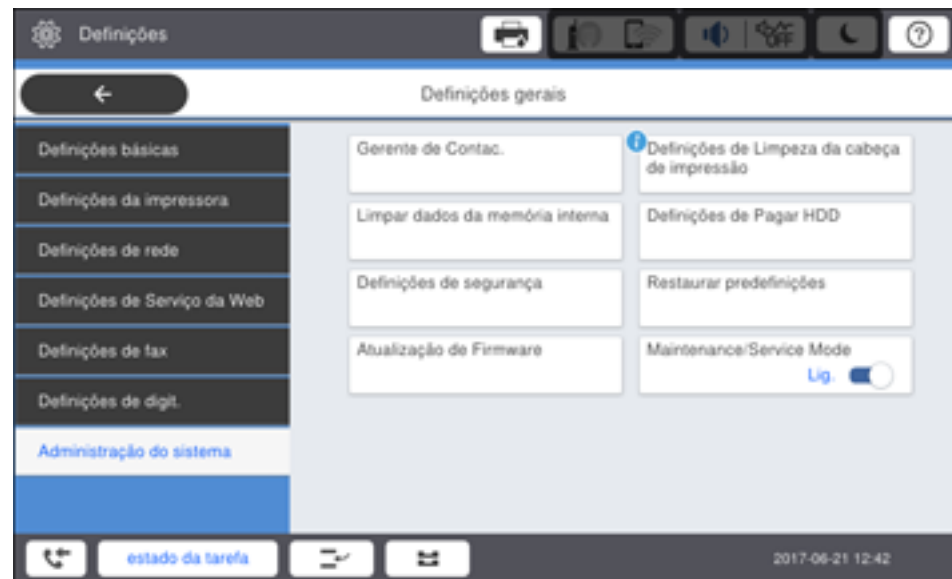 Definições
OFF
?
Definições gerais
Definições básicas
Definições da impressora
Definições de rede
Definições de Serviço da Web
Definições de fax
Definições de digit.
Administração do sistema
Gerente de Contac.
i
Definições de Limpeza da cabeça
de impressão
Limpar dados da memória interna
Definições de Pagar HDD
Definições de segurança
Restaurar predefinições
Atualização de Firmware
Maintenance/Service Mode
Lig.
estado da tarefa
2017-06-21 12:42